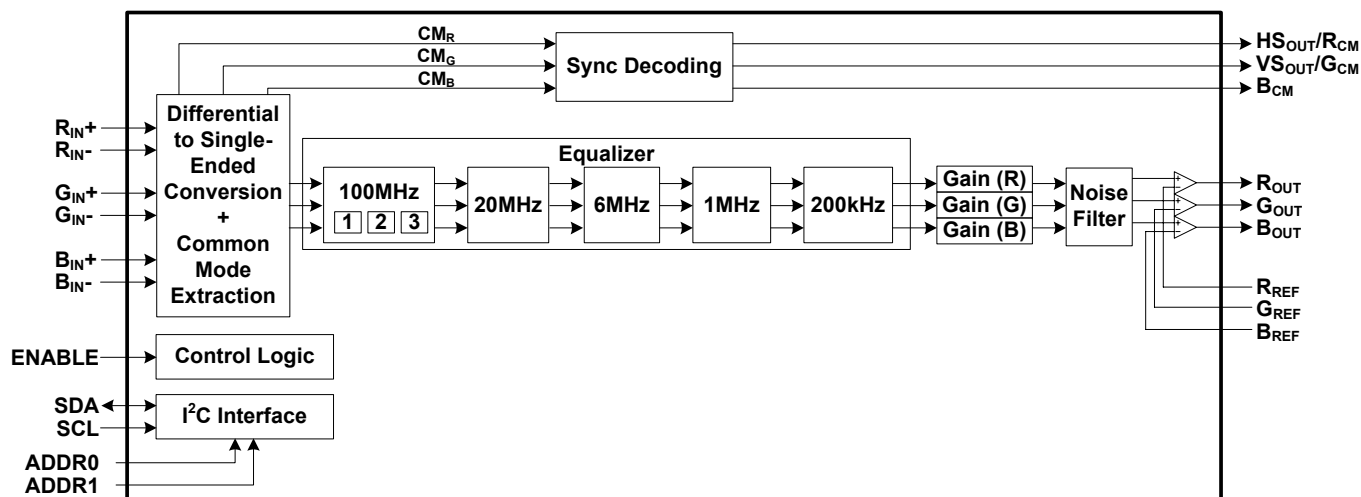 CM_R
CM_G
CM_B
Sync Decoding
HS_OUT/R_CM
VS_OUT/G_CM
B_CM
R_IN+
R_IN-
G_IN+
G_IN-
B_IN+
B_IN-
Differential
to Single-
Ended
Conversion
+
Common
Mode
Extraction
Equalizer
100MHz
1 2 3
20MHz
6MHz
1MHz
200kHz
Gain (R)
Gain (G)
Gain (B)
Noise
Filter
+
-
+
-
+
-
R_OUT
G_OUT
B_OUT
R_REF
G_REF
B_REF
ENABLE
Control Logic
SDA
SCL
I²C Interface
ADDR0
ADDR1